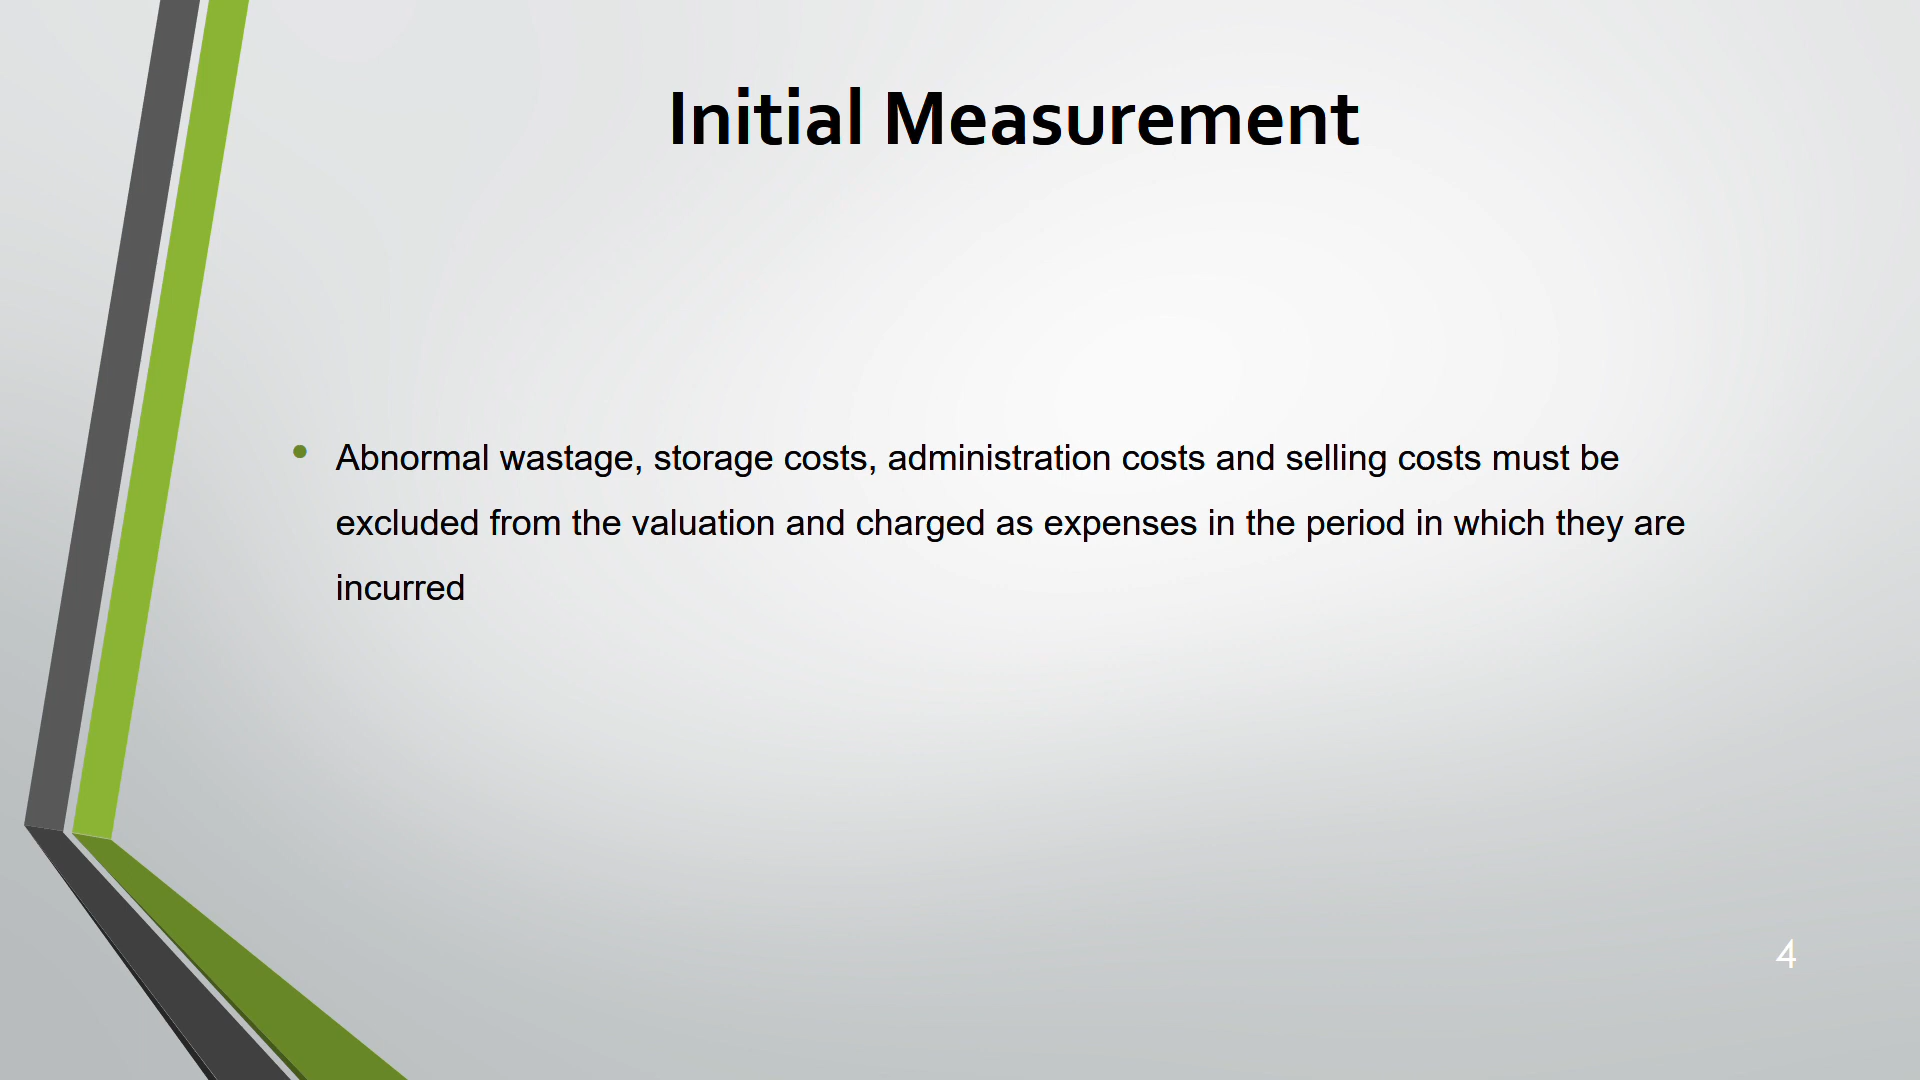 Initial Measurement
• Abnormal wastage, storage costs, administration costs and selling costs must be
excluded from the valuation and charged as expenses in the period in which they are
incurred
4